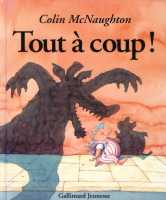 Colin McNaughton
Tout à coup !
Gallimard Jeunesse